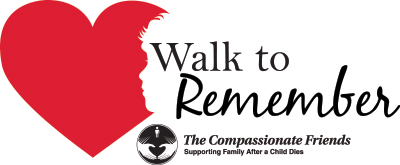 Walk to
Remember
The Compassionate Friends
Supporting Family After a Child Dies